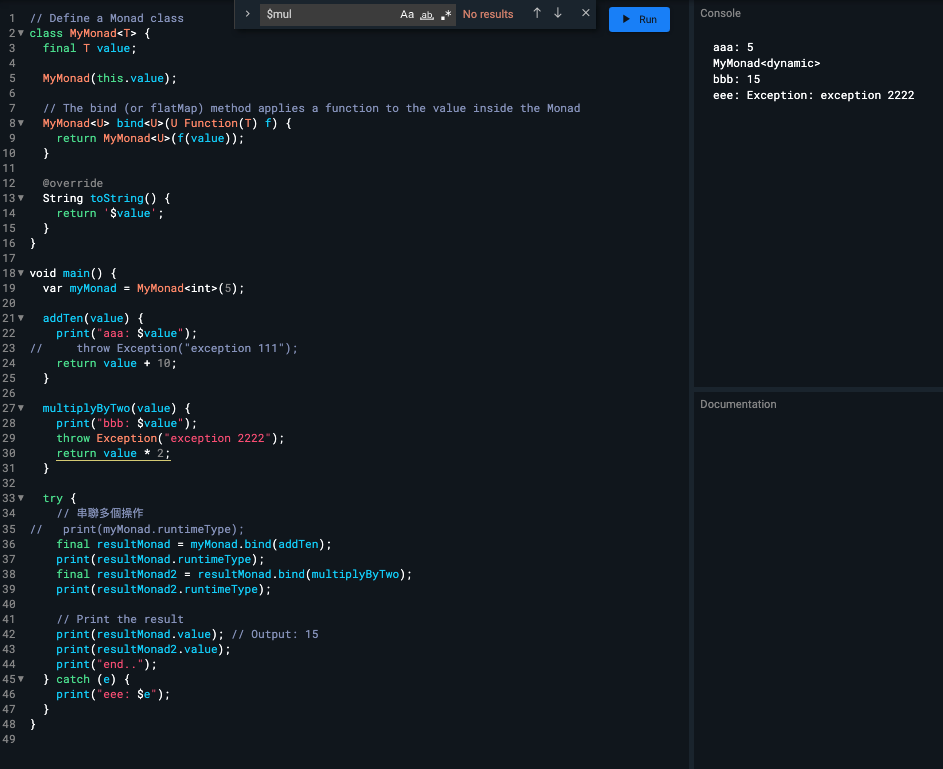 $mul
Aa ab. .* No results
Run
Console
1 // Define a Monad class
2 class MyMonad<T> {
3   final T value;
4
5   MyMonad(this.value);
6
7   // The bind (or flatMap) method applies a function to the value inside the Monad
8   MyMonad<U> bind<U>(U Function(T) f) {
9     return MyMonad<U>(f(value));
10   }
11
12   @override
13   String toString() {
14     return '$value';
15   }
16 }
17
18 void main() {
19   var myMonad = MyMonad<int>(5);
20
21   addTen(value) {
22     print("aaa: $value");
23 //     throw Exception("exception 111");
24     return value + 10;
25   }
26
27   multiplyByTwo(value) {
28     print("bbb: $value");
29     throw Exception("exception 2222");
30     return value * 2;
31   }
32
33   try {
34     // 串聯多個操作
35 //   print(myMonad.runtimeType);
36     final resultMonad = myMonad.bind(addTen);
37     print(resultMonad.runtimeType);
38     final resultMonad2 = resultMonad.bind(multiplyByTwo);
39     print(resultMonad2.runtimeType);
40
41     // Print the result
42     print(resultMonad.value); // Output: 15
43     print(resultMonad2.value);
44     print("end..");
45   } catch (e) {
46     print("eee: $e");
47   }
48 }
49
aaa: 5
MyMonad<dynamic>
bbb: 15
eee: Exception: exception 2222
Documentation